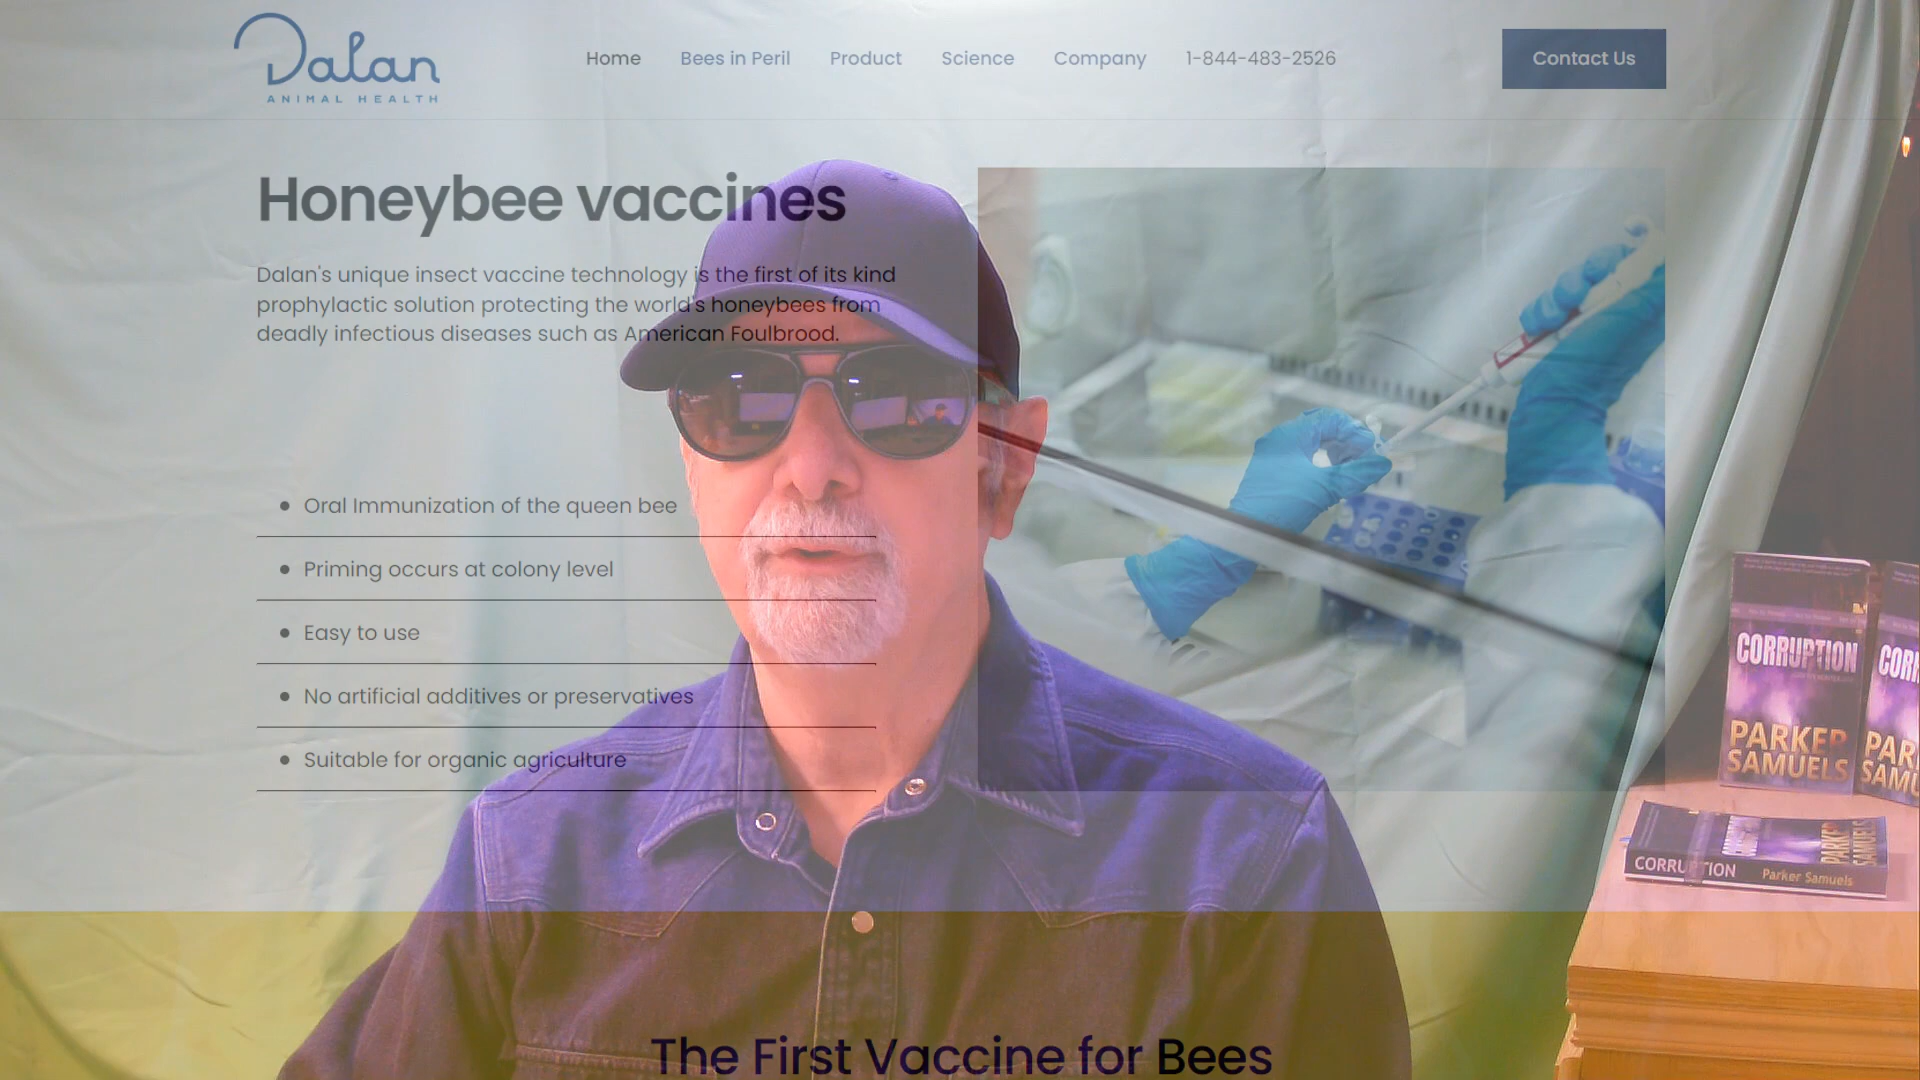 Dalan
ANIMAL HEALTH
Home
Bees in Peril
Product
Science
Company
1-844-483-2526
Contact Us
Honeybee vaccines
Dalan's unique insect vaccine technology is the first of its kind
prophylactic solution protecting the world's honeybees from
deadly infectious diseases such as American Foulbrood.
Oral Immunization of the queen bee
Priming occurs at colony level
Easy to use
No artificial additives or preservatives
Suitable for organic agriculture
The First Vaccine for Bees
CORRUPTION
PARKER
SAMUELS
CORRUPTION
Parker Samuels
PARKER
SAMUELS